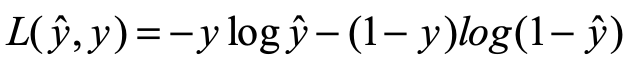 L(ŷ, y) = −y log ŷ − (1 − y)log(1 − ŷ)